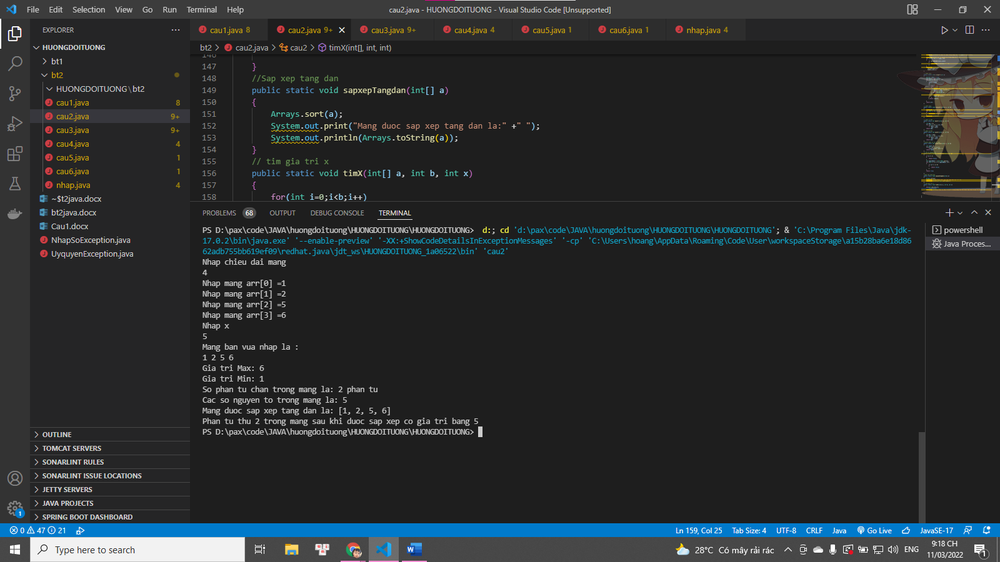 File Edit Selection View Go Run Terminal Help
cau2.java - HUONGDOITUONG - Visual Studio Code [Unsupported]
EXPLORER
HUONGDOITUONG
bt1
bt2
HUONGDOITUONG\bt2
cau1.java 8
cau2.java 9+
cau3.java 9+
cau4.java 4
cau5.java 1
cau6.java 1
nhap.java 4
~$t2java.docx
bt2java.docx
Cau1.docx
NhapSoException.java
UyquyenException.java
OUTLINE
TOMCAT SERVERS
SONARLINT RULES
SONARLINT ISSUE LOCATIONS
JETTY SERVERS
JAVA PROJECTS
SPRING BOOT DASHBOARD
cau1.java 8 cau2.java 9+ cau3.java 9+ cau4.java 4 cau5.java 1 cau6.java 1 nhap.java 4
bt2 > cau2.java > cau2 > timX(int[], int, int)
146
147 }
148 //Sap xep tang dan
149 public static void sapxepTangdan(int[] a)
150 {
151 Arrays.sort(a);
152 System.out.print("Mang duoc sap xep tang dan la:" +" ");
153 System.out.println(Arrays.toString(a));
154 }
155 // tim gia tri x
156 public static void timX(int[] a, int b, int x)
157 {
158 for(int i=0;i<b;i++)
PROBLEMS 68 OUTPUT DEBUG CONSOLE TERMINAL
PS D:\pax\code\JAVA\huongdoituong\HUONGDOITUONG\HUONGDOITUONG> d:; cd 'd:\pax\code\JAVA\huongdoituong\HUONGDOITUONG\HUONGDOITUONG'; & 'C:\Program Files\Java\jdk-
17.0.2\bin\java.exe' '--enable-preview' '-XX:+ShowCodeDetailsInExceptionMessages' '-cp' 'C:\Users\hoang\AppData\Roaming\Code\User\workspaceStorage\a15b28ba6e18d86
62adb755bb619ef09\redhat.java\jdt_ws\HUONGDOITUONG_1a06522\bin' 'cau2'
Nhap chieu dai mang
4
Nhap mang arr[0] =1
Nhap mang arr[1] =2
Nhap mang arr[2] =5
Nhap mang arr[3] =6
Nhap x
5
Mang ban vua nhap la :
1 2 5 6
Gia tri Max: 6
Gia tri Min: 1
So phan tu chan trong mang la: 2 phan tu
Cac so nguyen to trong mang la: 5
Mang duoc sap xep tang dan la: [1, 2, 5, 6]
Phan tu thu 2 trong mang sau khi duoc sap xep co gia tri bang 5
PS D:\pax\code\JAVA\huongdoituong\HUONGDOITUONG\HUONGDOITUONG>
powershell
Java Proces...
1
0 47 21
Ln 159, Col 25 Tab Size: 4 UTF-8 CRLF Java Go Live JavaSE-17
Type here to search
28°C Có mây rải rác
ENG
9:18 CH
11/03/2022
1